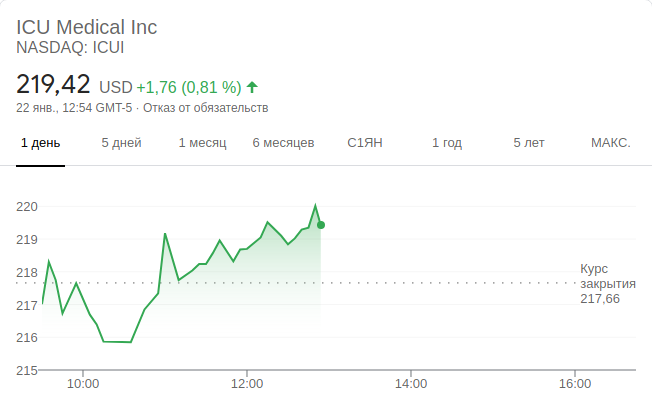 ICU Medical Inc
NASDAQ: ICUI
219,42 USD +1,76 (0,81 %)
22 янв., 12:54 GMT-5 · Отказ от обязательств
1 день 5 дней 1 месяц 6 месяцев С1ЯН 1 год 5 лет МАКС.
220
219
218
217
216
215
Курс
закрытия
217,66
10:00 12:00 14:00 16:00